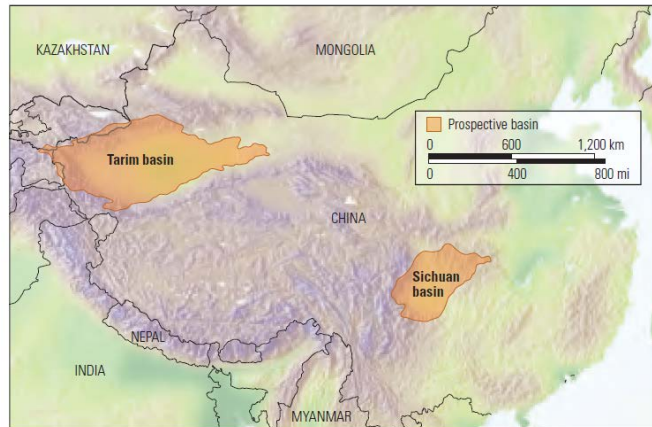 KAZAKHSTAN
MONGOLIA
Prospective basin
0 600 1,200 km
0 400 800 mi
Tarim basin
CHINA
Sichuan
basin
NEPAL
INDIA
MYANMAR